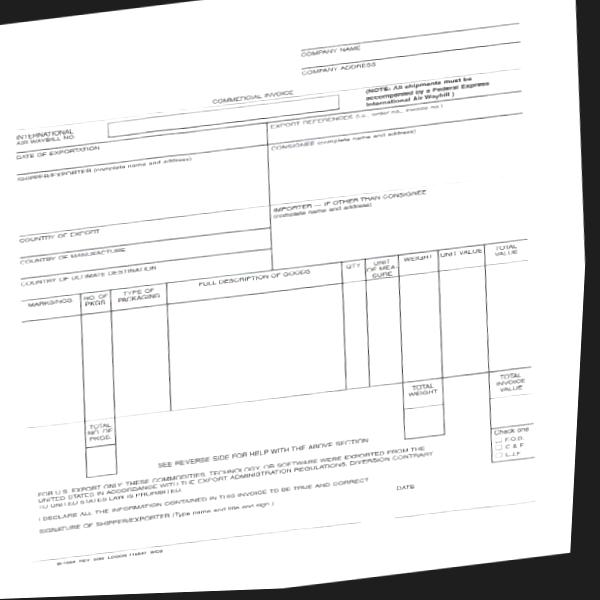 COMPANY NAME
COMPANY ADDRESS
COMMERCIAL INVOICE
(NOTE: All shipments must be
accompanied by a Federal Express
International Air Waybill)
INTERNATIONAL
AIR WAYBILL NO.
EXPORT REFERENCES (i.e., order no., invoice no.)
DATE OF EXPORTATION
CONSIGNEE (complete name and address)
SHIPPER/EXPORTER (complete name and address)
IMPORTER — IF OTHER THAN CONSIGNEE
(complete name and address)
COUNTRY OF EXPORT
COUNTRY OF MANUFACTURE
COUNTRY OF ULTIMATE DESTINATION
MARKS/NOS.
NO. OF
PKGS.
TYPE OF
PACKAGING
FULL DESCRIPTION OF GOODS
QTY
UNIT
OF MEA-
SURE
WEIGHT
UNIT VALUE
TOTAL
VALUE
TOTAL
NO. OF
PKGS.
TOTAL
WEIGHT
TOTAL
INVOICE
VALUE
Check one
F.O.B.
C & F
C.I.F.
SEE REVERSE SIDE FOR HELP WITH THE ABOVE SECTION
FOR U.S. EXPORT ONLY: THESE COMMODITIES, TECHNOLOGY, OR SOFTWARE WERE EXPORTED FROM THE
UNITED STATES IN ACCORDANCE WITH THE EXPORT ADMINISTRATION REGULATIONS. DIVERSION CONTRARY
TO UNITED STATES LAW IS PROHIBITED.
I DECLARE ALL THE INFORMATION CONTAINED IN THIS INVOICE TO BE TRUE AND CORRECT
SIGNATURE OF SHIPPER/EXPORTER (Type name and title and sign.)
DATE